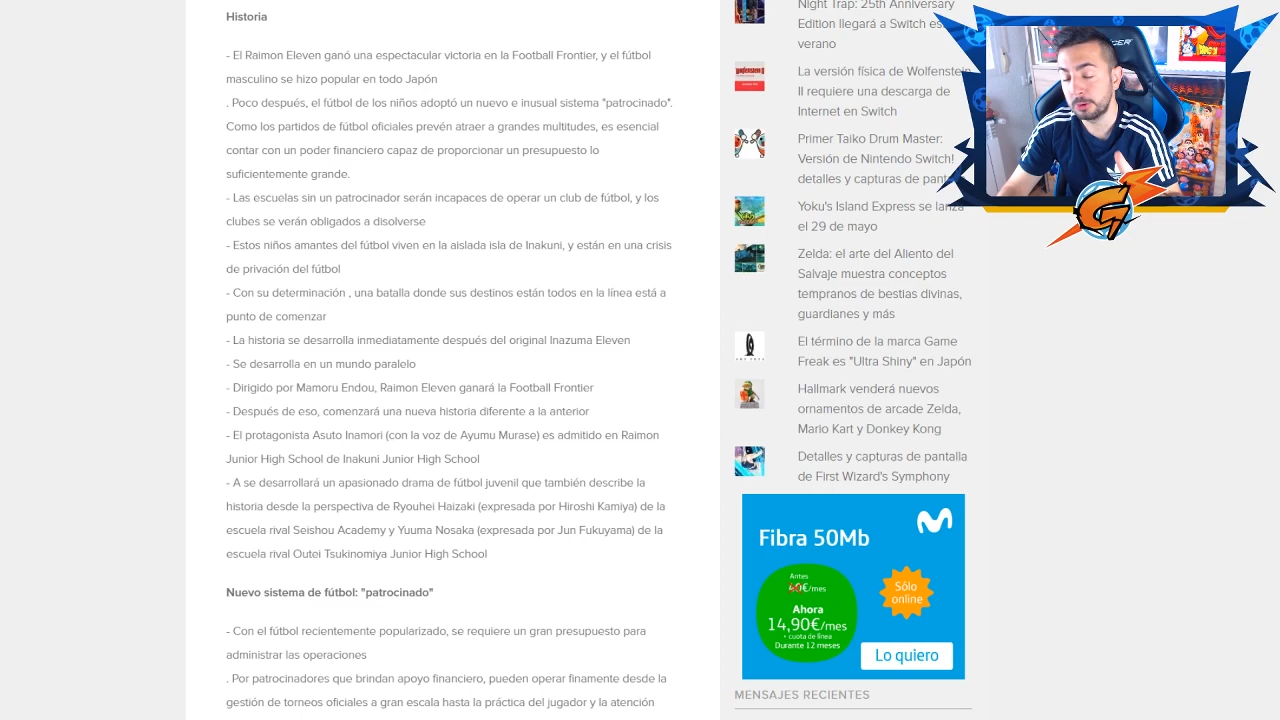 Historia
- El Raimon Eleven ganó una espectacular victoria en la Football Frontier, y el fútbol
masculino se hizo popular en todo Japón
. Poco después, el fútbol de los niños adoptó un nuevo e inusual sistema "patrocinado".
Como los partidos de fútbol oficiales prevén atraer a grandes multitudes, es esencial
contar con un poder financiero capaz de proporcionar un presupuesto lo
suficientemente grande.
- Las escuelas sin un patrocinador serán incapaces de operar un club de fútbol, y los
clubes se verán obligados a disolverse
- Estos niños amantes del fútbol viven en la aislada isla de Inakuni, y están en una crisis
de privación del fútbol
- Con su determinación , una batalla donde sus destinos están todos en la línea está a
punto de comenzar
- La historia se desarrolla inmediatamente después del original Inazuma Eleven
- Se desarrolla en un mundo paralelo
- Dirigido por Mamoru Endou, Raimon Eleven ganará la Football Frontier
- Después de eso, comenzará una nueva historia diferente a la anterior
- El protagonista Asuto Inamori (con la voz de Ayumu Murase) es admitido en Raimon
Junior High School de Inakuni Junior High School
- A se desarrollará un apasionado drama de fútbol juvenil que también describe la
historia desde la perspectiva de Ryouhei Haizaki (expresada por Hiroshi Kamiya) de la
escuela rival Seishou Academy y Yuuma Nosaka (expresada por Jun Fukuyama) de la
escuela rival Outei Tsukinomiya Junior High School
Nuevo sistema de fútbol: "patrocinado"
- Con el fútbol recientemente popularizado, se requiere un gran presupuesto para
administrar las operaciones
. Por patrocinadores que brindan apoyo financiero, pueden operar finamente desde la
gestión de torneos oficiales a gran escala hasta la práctica del jugador y la atención
Night Trap: 25th Anniversary
Edition llegará a Switch es
verano
La versión física de Wolfenstein
II requiere una descarga de
Internet en Switch
Primer Taiko Drum Master:
Versión de Nintendo Switch!
detalles y capturas de pant
Yoku's Island Express se lanza
el 29 de mayo
Zelda: el arte del Aliento del
Salvaje muestra conceptos
tempranos de bestias divinas,
guardianes y más
El término de la marca Game
Freak es "Ultra Shiny" en Japón
Hallmark venderá nuevos
ornamentos de arcade Zelda,
Mario Kart y Donkey Kong
Detalles y capturas de pantalla
de First Wizard's Symphony
Fibra 50Mb
Antes
€/mes
Ahora
14,90€/mes
+ cuota de línea
Durante 12 meses
Sólo
online
Lo quiero
MENSAJES RECIENTES